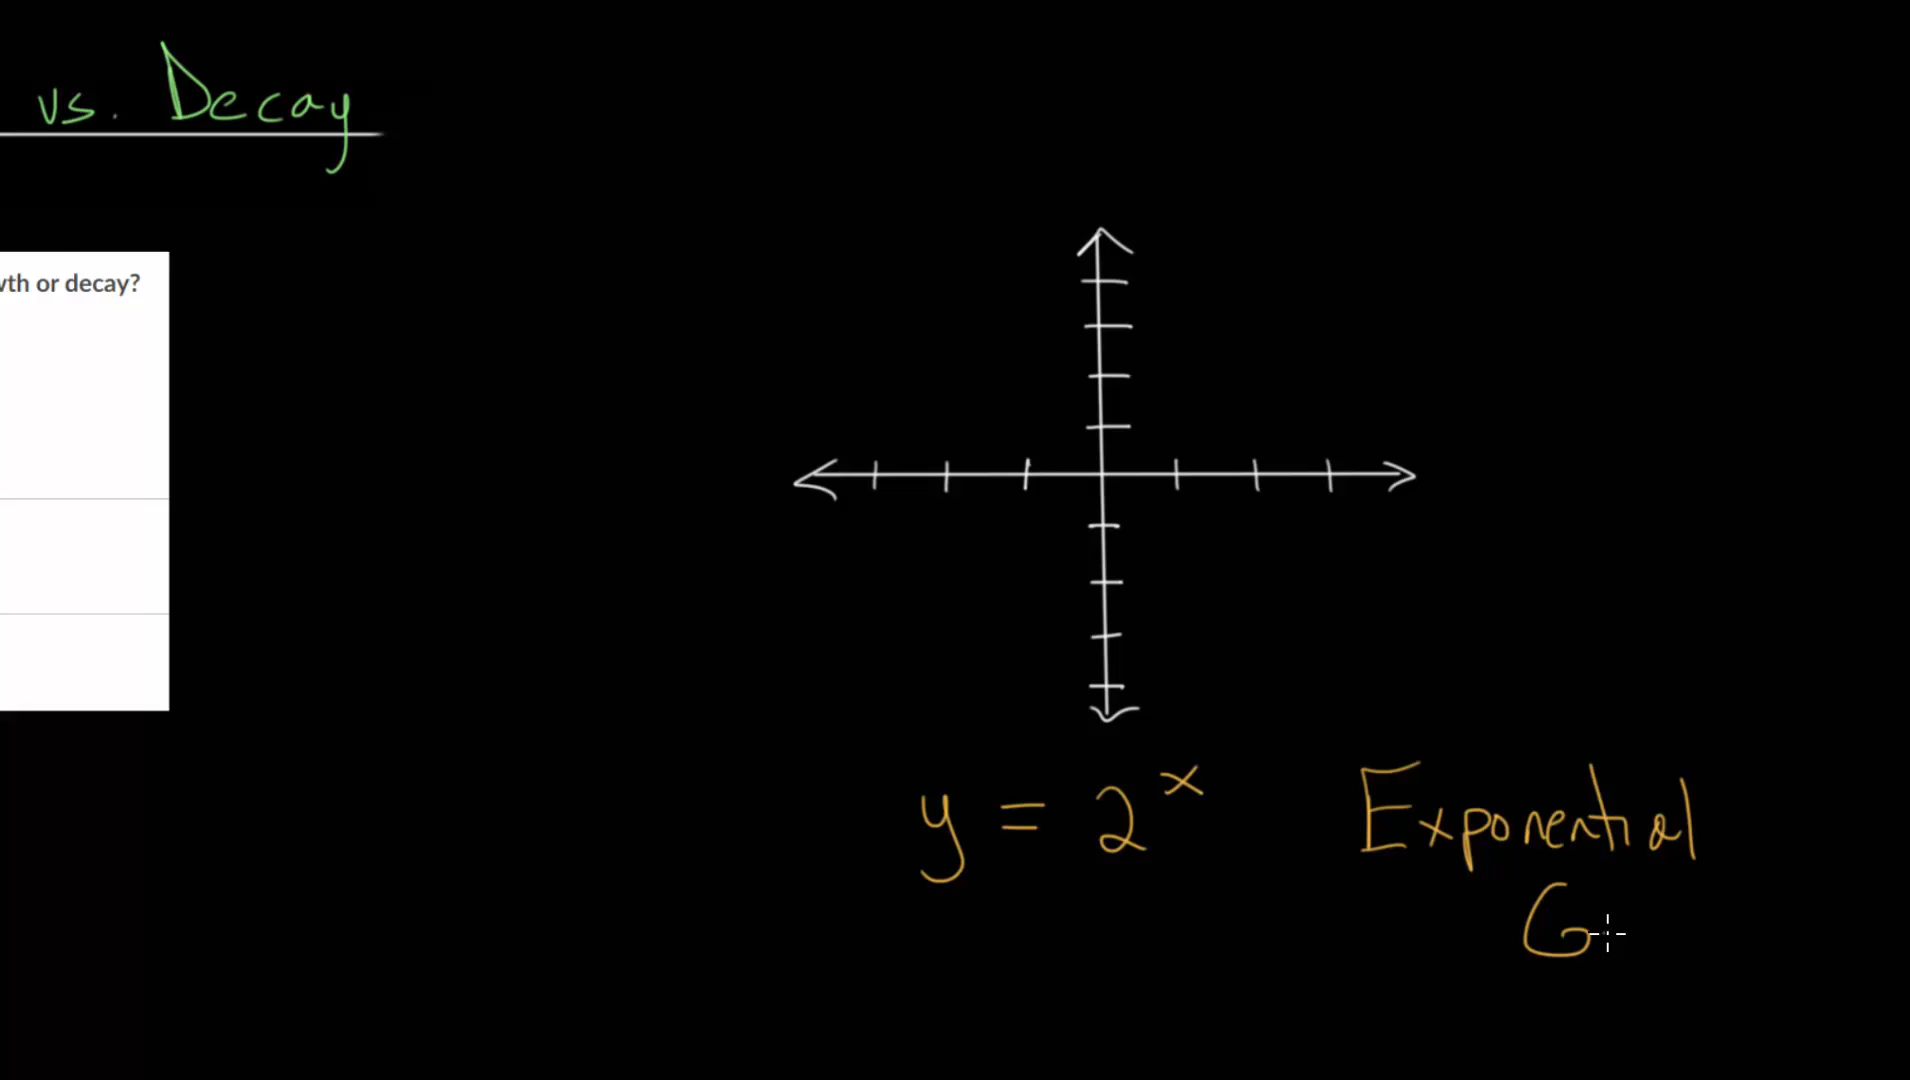 vs. Decay
wth or decay?
y = 2^x Exponential
G